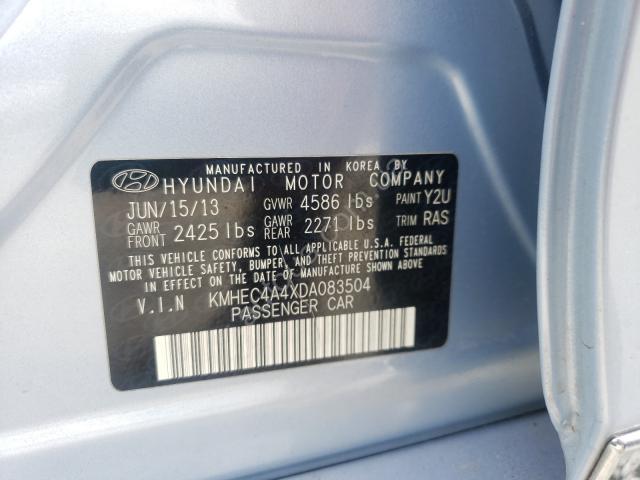 MANUFACTURED IN KOREA BY
HYUNDAI MOTOR COMPANY
JUN/15/13 GVWR 4586 lbs PAINT Y2U
GAWR FRONT 2425 lbs GAWR REAR 2271 lbs TRIM RAS
THIS VEHICLE CONFORMS TO ALL APPLICABLE U.S.A. FEDERAL
MOTOR VEHICLE SAFETY, BUMPER, AND THEFT PREVENTION STANDARDS
IN EFFECT ON THE DATE OF MANUFACTURE SHOWN ABOVE.
V.I.N KMHEC4A4XDA083504
PASSENGER CAR